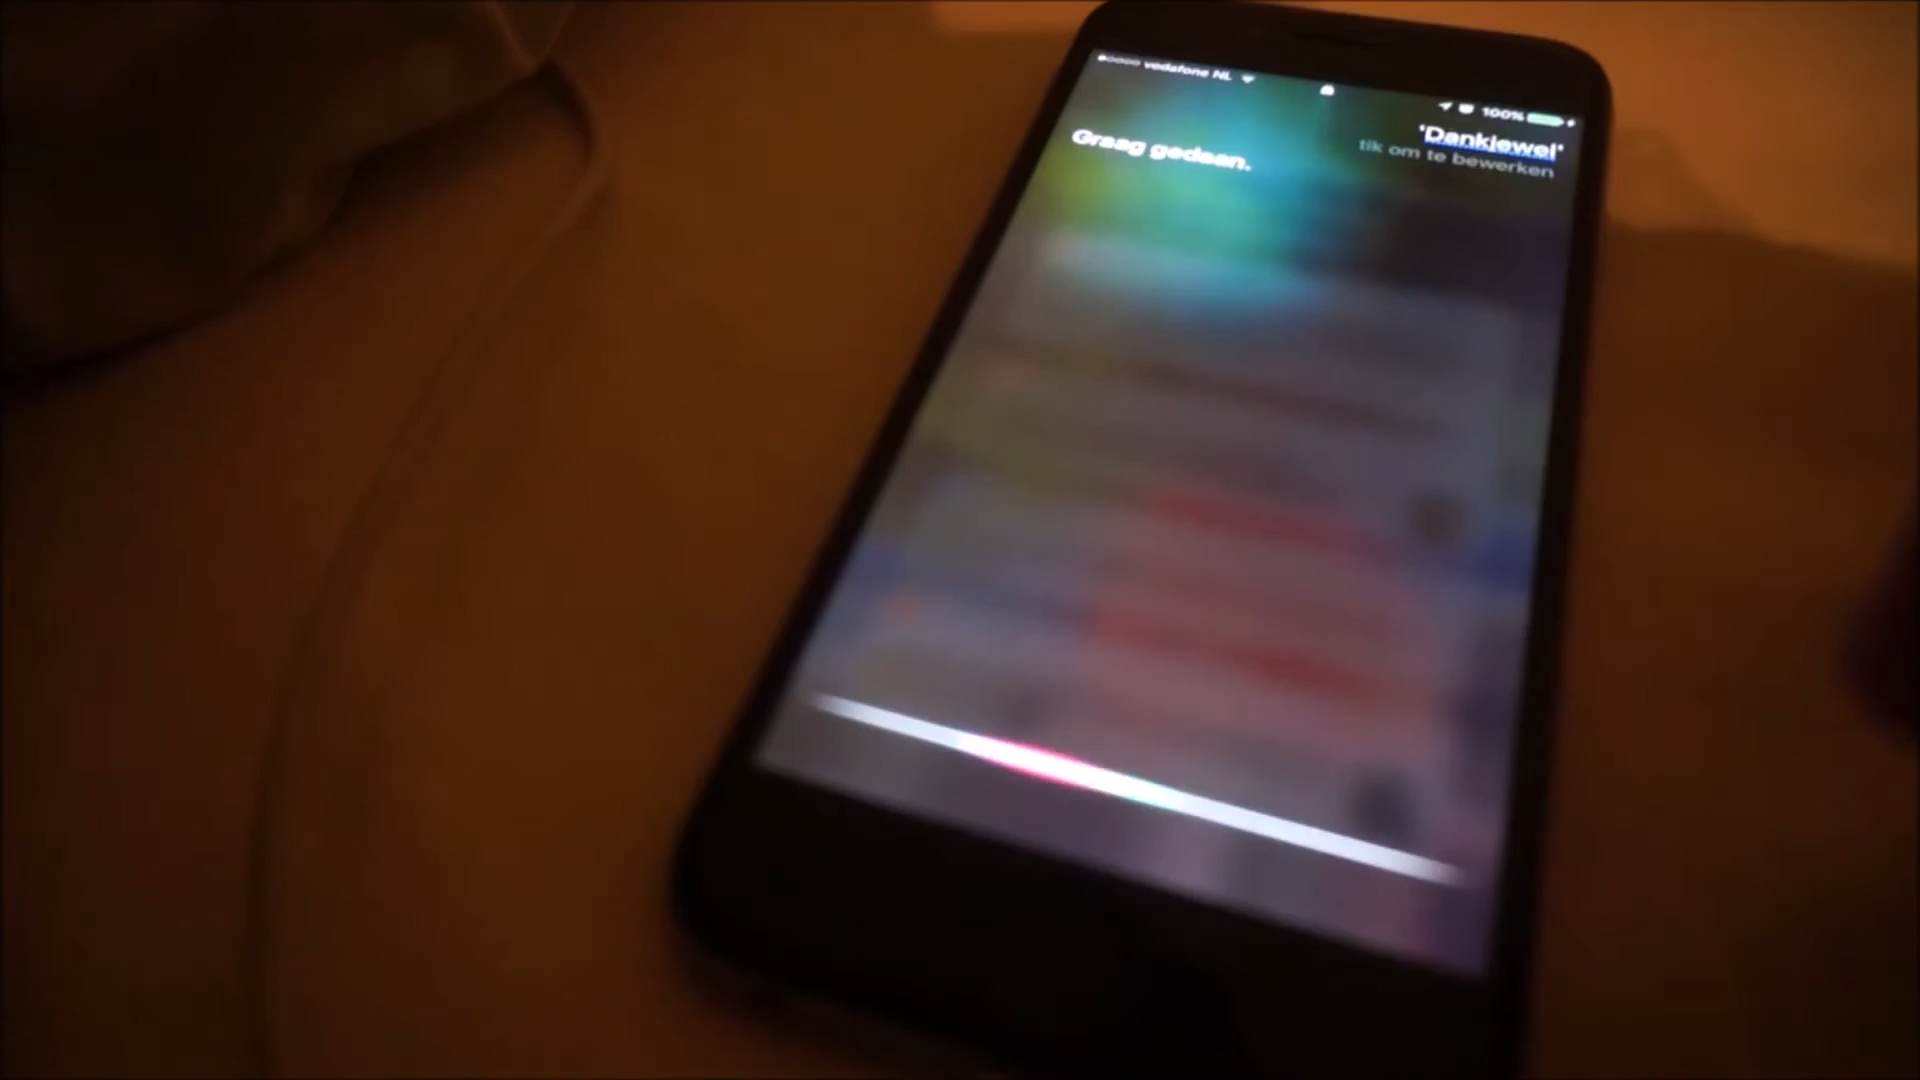 vodafone NL
100%
'Dankjewel'
tik om te bewerken
Graag gedaan.